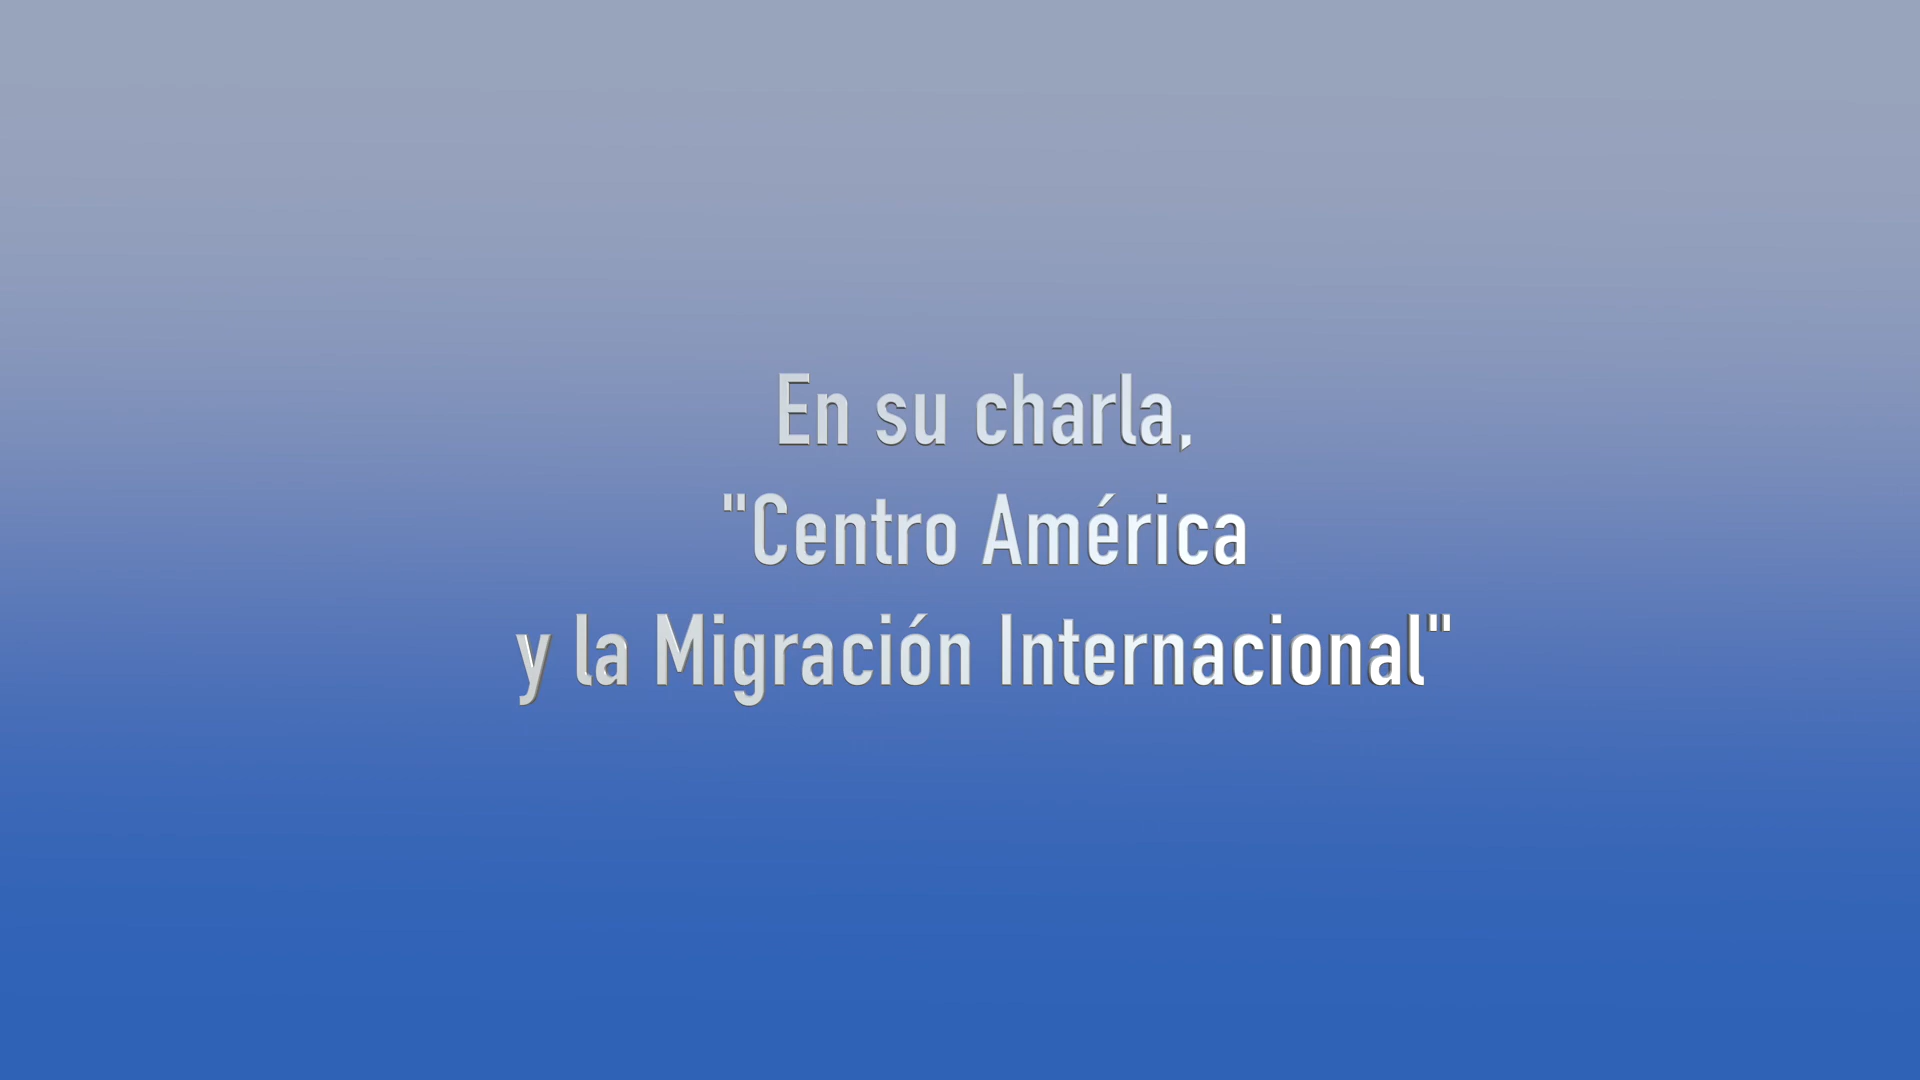 En su charla,
"Centro América
y la Migración Internacional"